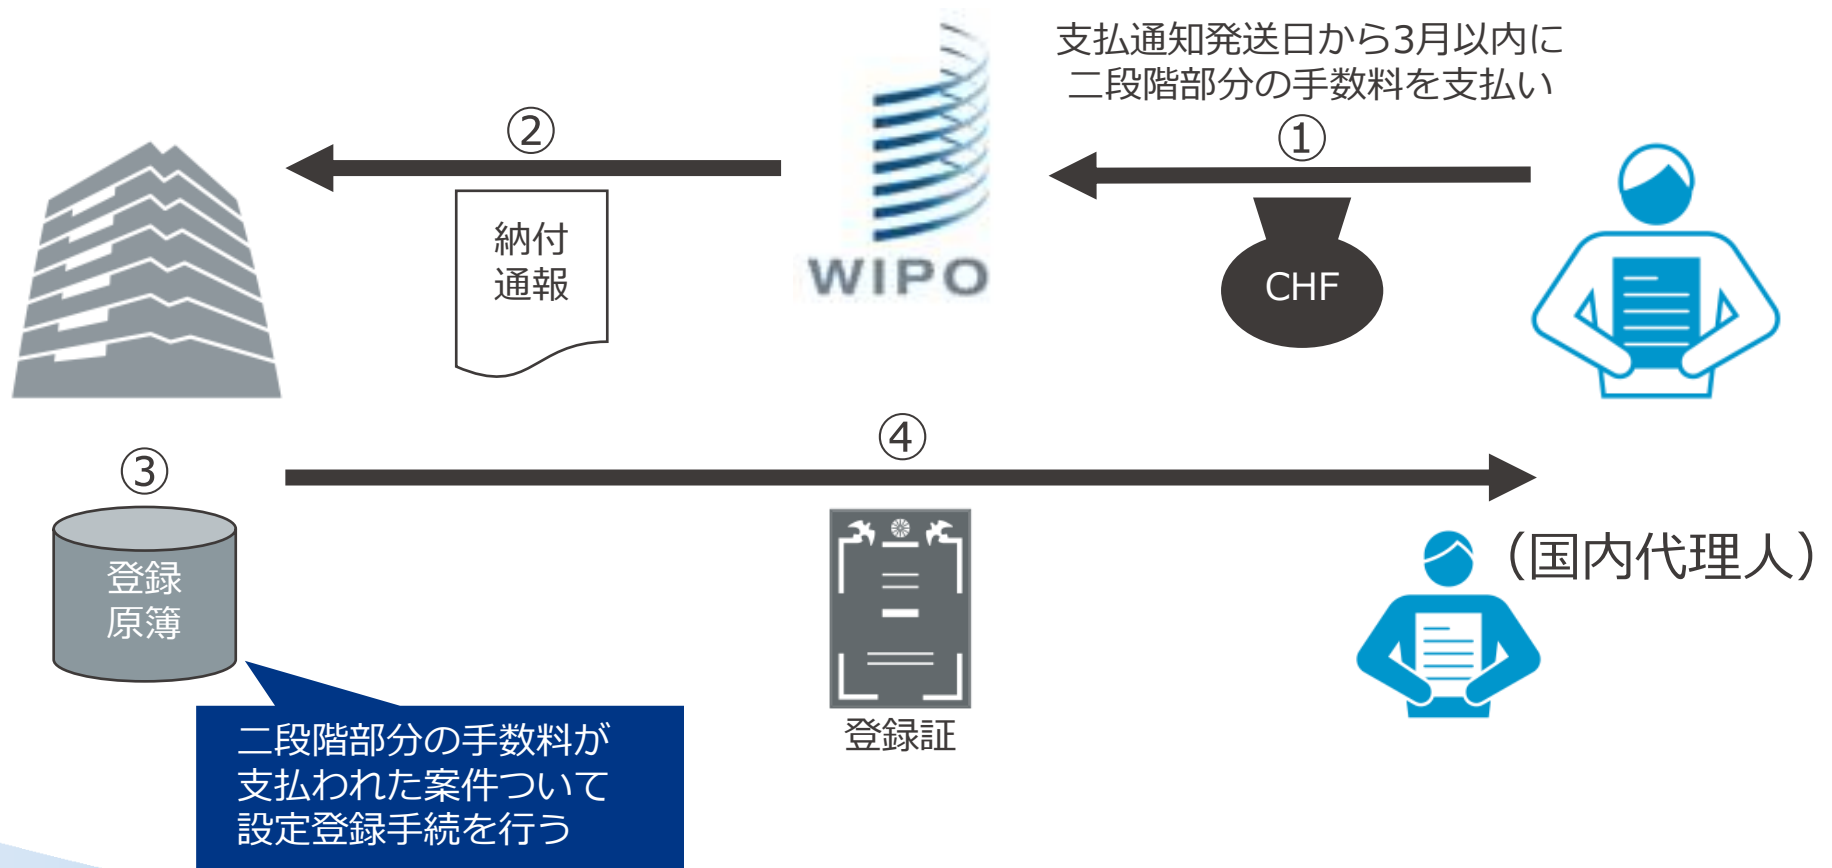 支払通知発送日から3月以内に
二段階部分の手数料を支払い
①
②
納付
通報
WIPO
CHF
③
④
登録
原簿
(国内代理人)
登録証
二段階部分の手数料が
支払われた案件ついて
設定登録手続を行う